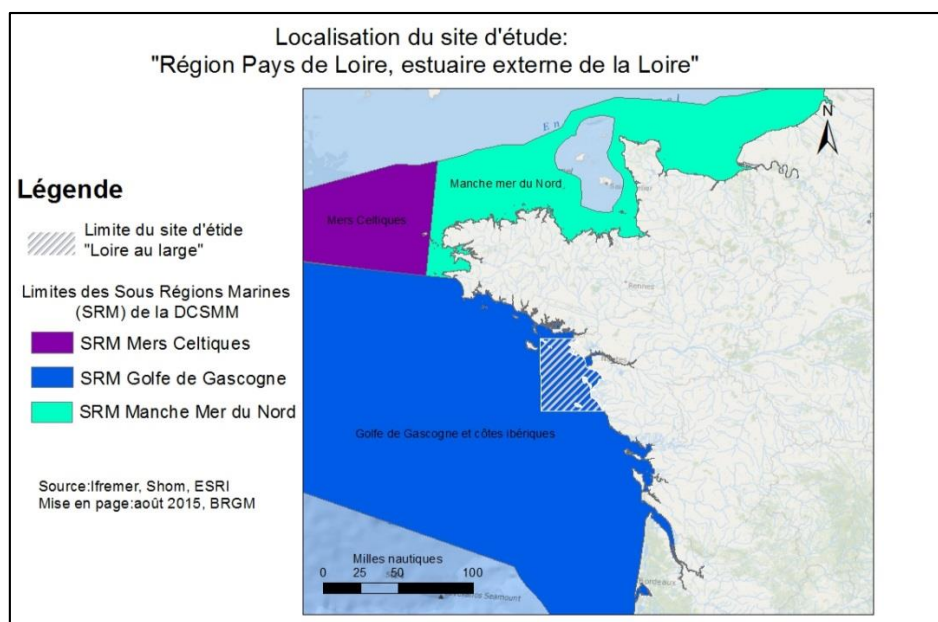 Localisation du site d'étude:
"Région Pays de Loire, estuaire externe de la Loire"
N
Manche mer du Nord
Mers Celtiques
Rennes
Légende
Limite du site d'étide
"Loire au large"
Limites des Sous Régions Marines
(SRM) de la DCSMM
SRM Mers Celtiques
SRM Golfe de Gascogne
SRM Manche Mer du Nord
Golfe de Gascogne et côtes ibériques
Source:Ifremer, Shom, ESRI
Mise en page:août 2015, BRGM
Milles nautiques
0 25 50 100
Bordeaux
Seamount